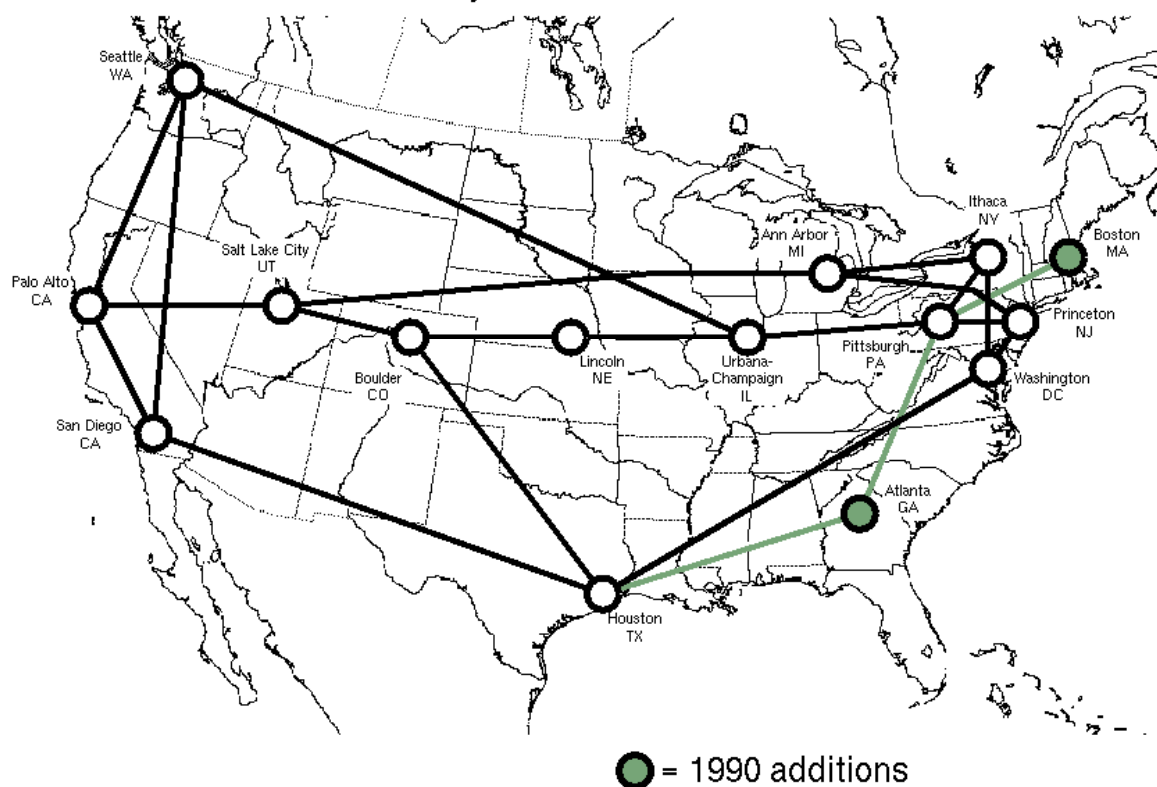 Seattle
WA
Ithaca
NY
Ann Arbor
MI
Boston
MA
Salt Lake City
UT
Palo Alto
CA
Princeton
NJ
Pittsburgh
PA
Lincoln
NE
Urbana-
Champaign
IL
Boulder
CO
Washington
DC
San Diego
CA
Atlanta
GA
Houston
TX
= 1990 additions